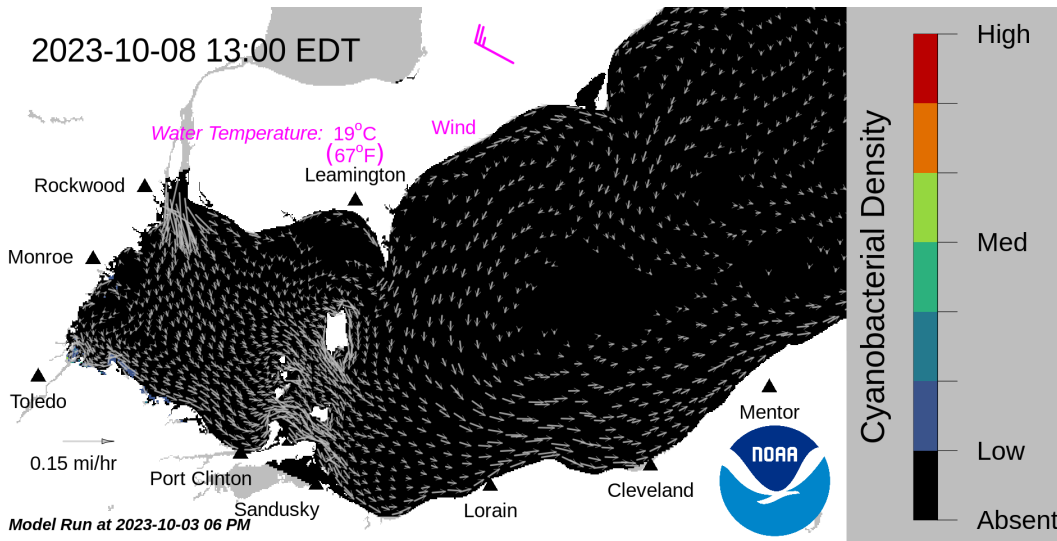 2023-10-08 13:00 EDT
High
Water Temperature: 19°C
(67°F)
Wind
Leamington
Rockwood
Monroe
Med
Cyanobacterial Density
Toledo
Mentor
NOAA
0.15 mi/hr
Low
Port Clinton
Cleveland
Sandusky
Lorain
Model Run at 2023-10-03 06 PM
Absent